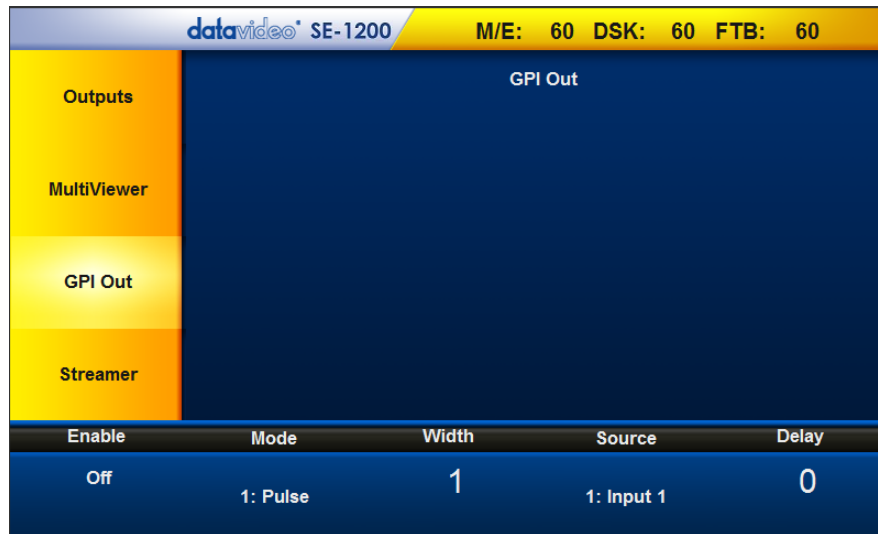 datavideo SE-1200 M/E: 60 DSK: 60 FTB: 60
GPI Out
Outputs
MultiViewer
GPI Out
Streamer
Enable Mode Width Source Delay
Off 1: Pulse 1 1: Input 1 0